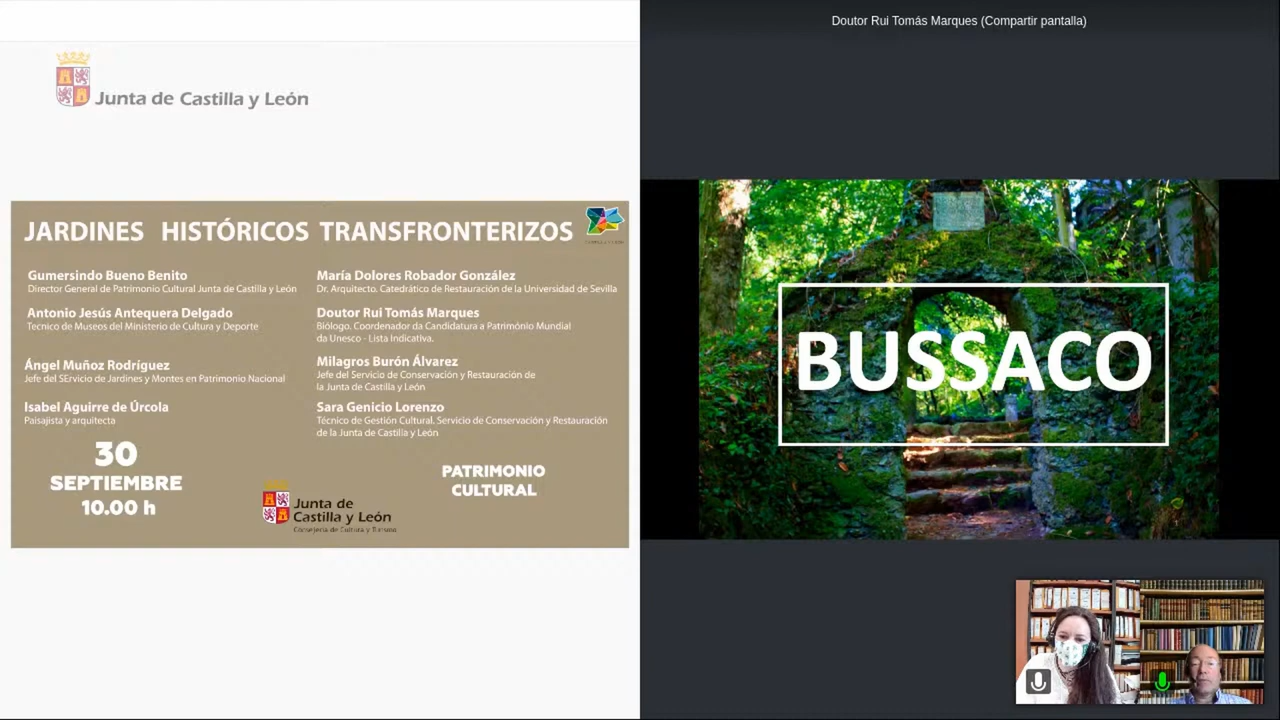 Junta de Castilla y León
JARDINES HISTÓRICOS TRANSFRONTERIZOS
Gumersindo Bueno Benito
Director General de Patrimonio Cultural Junta de Castilla y León
Antonio Jesús Antequera Delgado
Tecnico de Museos del Ministerio de Cultura y Deporte
Ángel Muñoz Rodríguez
Jefe del SErvicio de Jardines y Montes en Patrimonio Nacional
Isabel Aguirre de Úrcola
Paisajista y arquitecta
María Dolores Robador González
Dr. Arquitecto. Catedrático de Restauración de la Universidad de Sevilla
Doutor Rui Tomás Marques
Biólogo. Coordenador da Candidatura a Património Mundial
da Unesco - Lista Indicativa.
Milagros Burón Álvarez
Jefe del Servicio de Conservación y Restauración de
la Junta de Castilla y León
Sara Genicio Lorenzo
Técnico de Gestión Cultural. Servicio de Conservación y Restauración
de la Junta de Castilla y León
30
SEPTIEMBRE
10.00 h
Junta de
Castilla y León
Consejería de Cultura y Turismo
PATRIMONIO
CULTURAL
Doutor Rui Tomás Marques (Compartir pantalla)
BUSSACO